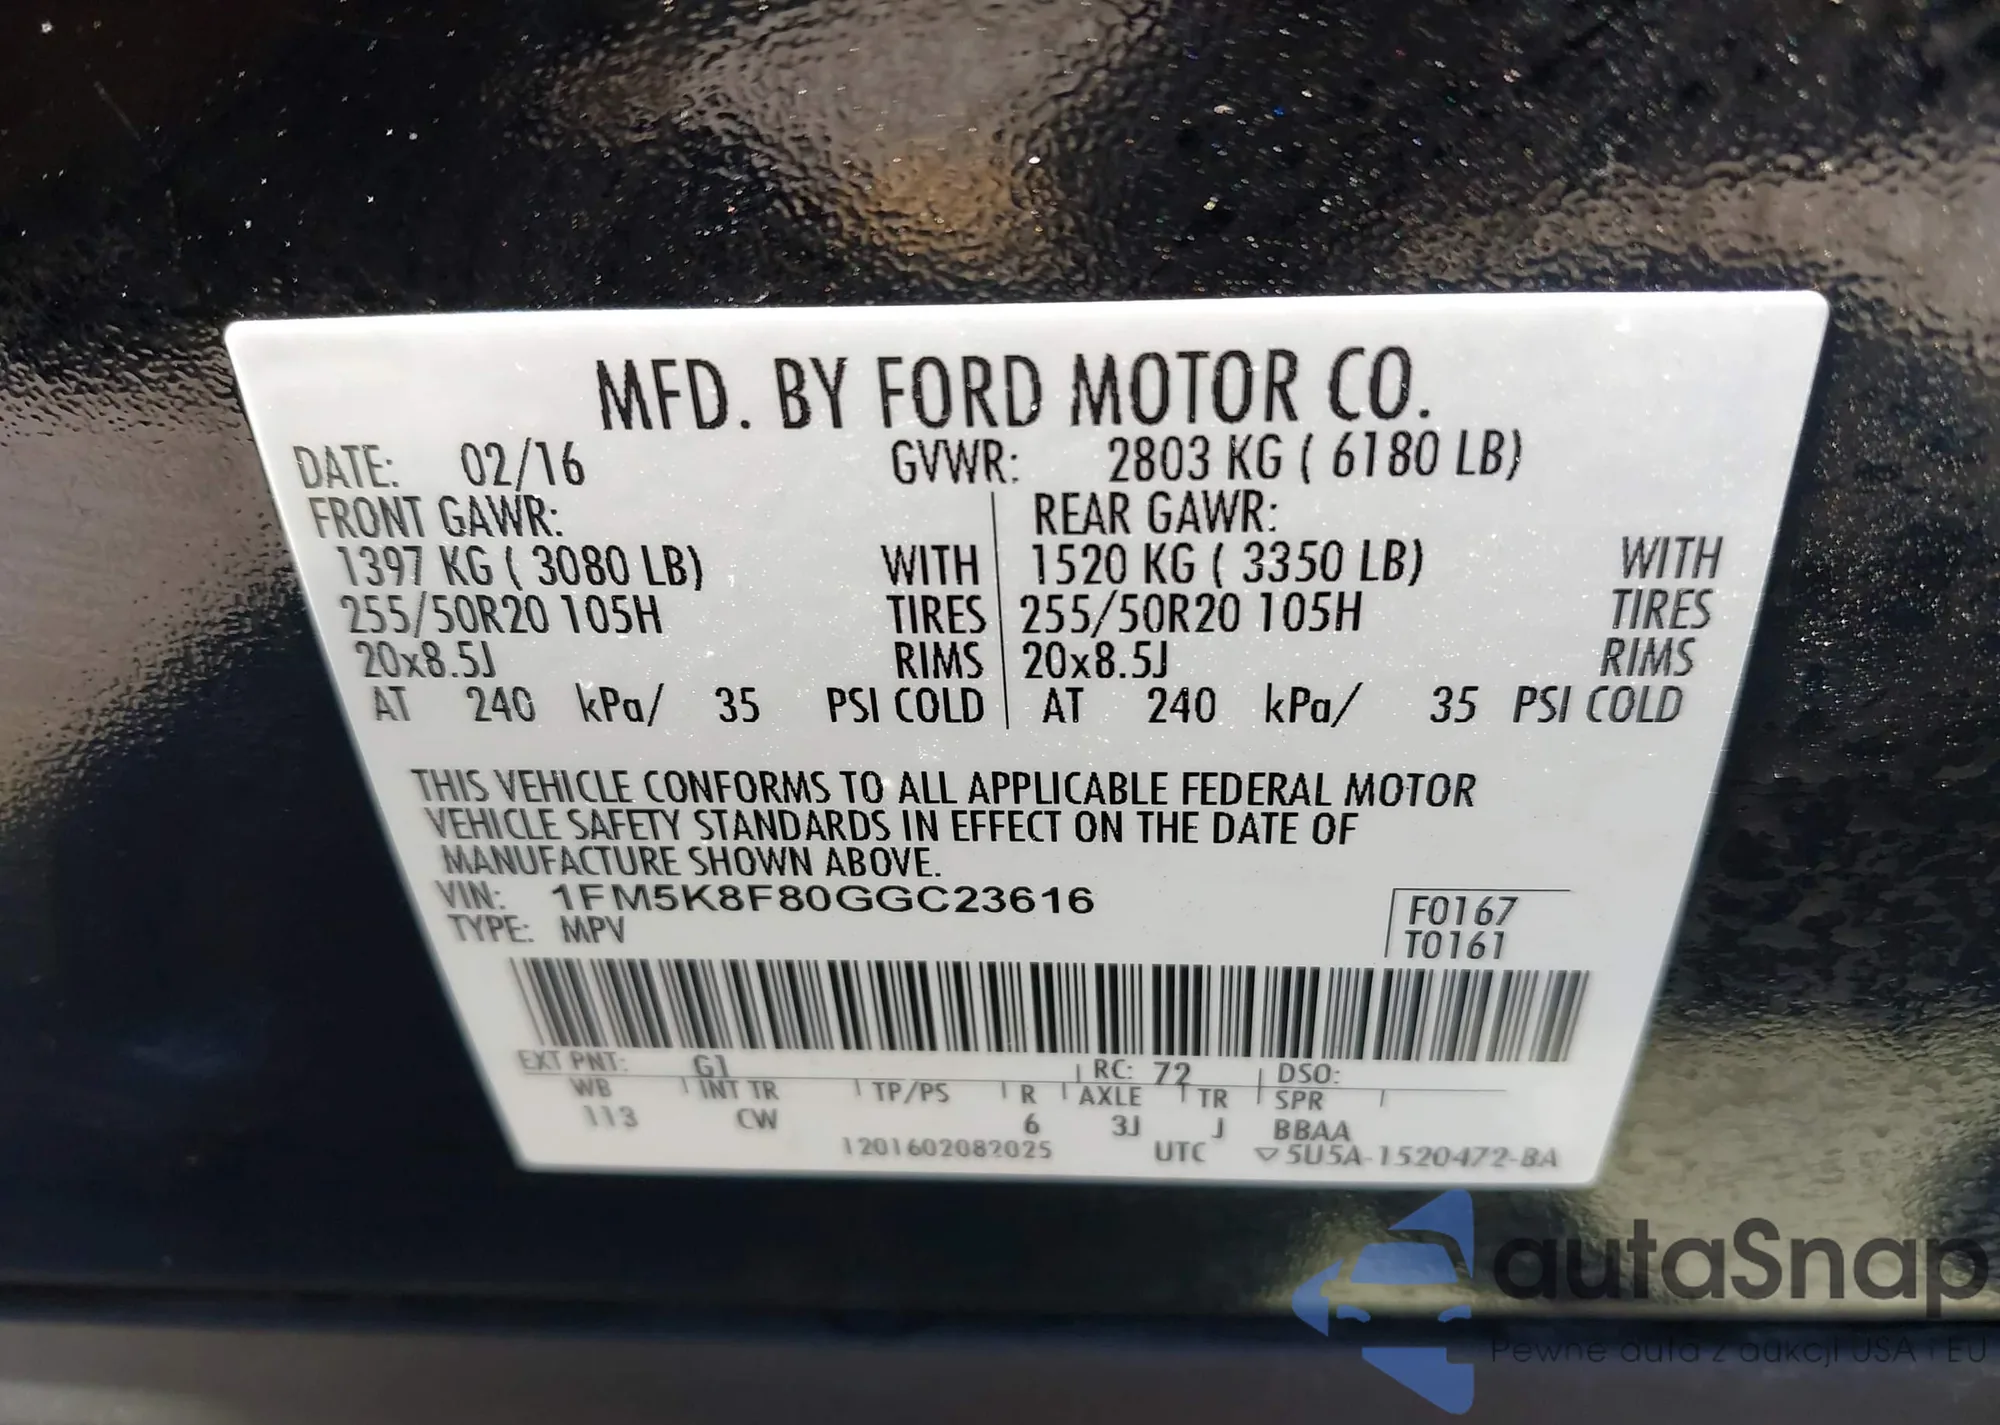 MFD. BY FORD MOTOR CO.
DATE: 02/16 GVWR: 2803 KG ( 6180 LB)
FRONT GAWR: REAR GAWR:
1397 KG ( 3080 LB) WITH 1520 KG ( 3350 LB) WITH
255/50R20 105H TIRES 255/50R20 105H TIRES
20x8.5J RIMS 20x8.5J RIMS
AT 240 kPa/ 35 PSI COLD AT 240 kPa/ 35 PSI COLD
THIS VEHICLE CONFORMS TO ALL APPLICABLE FEDERAL MOTOR
VEHICLE SAFETY STANDARDS IN EFFECT ON THE DATE OF
MANUFACTURE SHOWN ABOVE.
VIN: 1FM5K8F80GGC23616
TYPE: MPV
F0167
T0161
EXT PNT: G1 RC: 72 DSO:
WB INT TR TP/PS R AXLE TR SPR
113 CW 6 3J J BBAA
1201602082025 UTC ▽5U5A-1520472-BA
autaSnap
Pewne auta z aukcji USA i EU